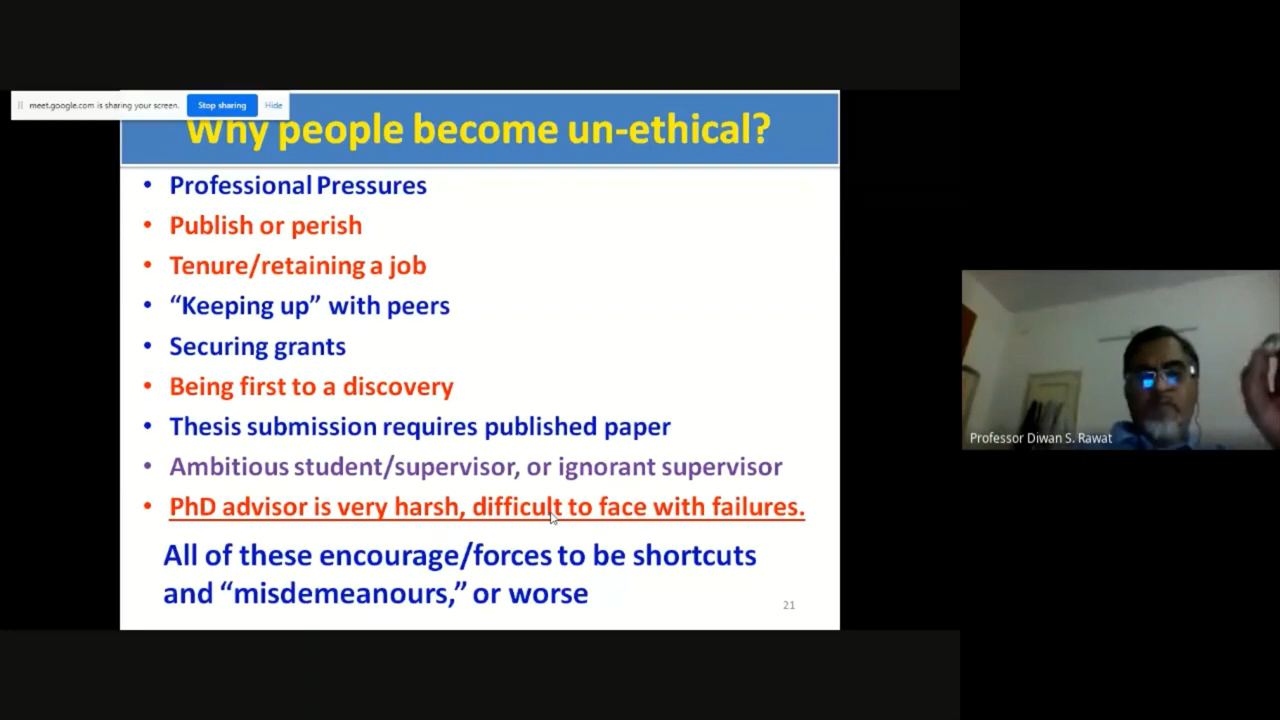 meet.google.com is sharing your screen. Stop sharing Hide
Why people become un-ethical?
• Professional Pressures
• Publish or perish
• Tenure/retaining a job
• “Keeping up” with peers
• Securing grants
• Being first to a discovery
• Thesis submission requires published paper
• Ambitious student/supervisor, or ignorant supervisor
• PhD advisor is very harsh, difficult to face with failures.
All of these encourage/forces to be shortcuts
and “misdemeanours,” or worse
21
Professor Diwan S. Rawat